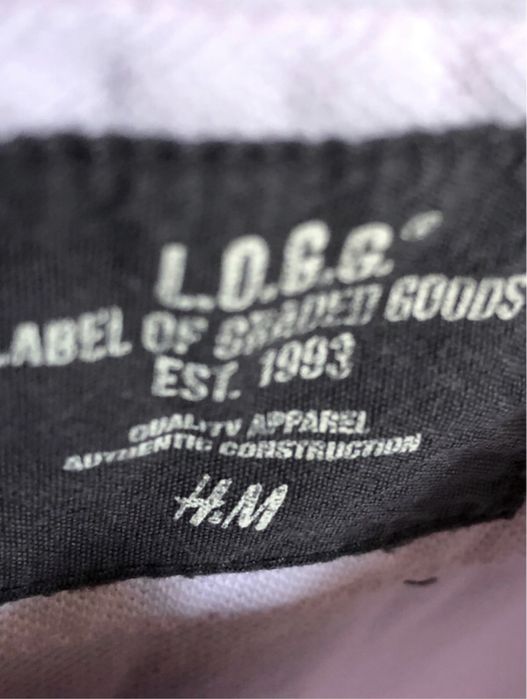 L.O.G.G.®
LABEL OF GRADED GOODS
EST. 1993
QUALITY APPAREL
AUTHENTIC CONSTRUCTION
H&M